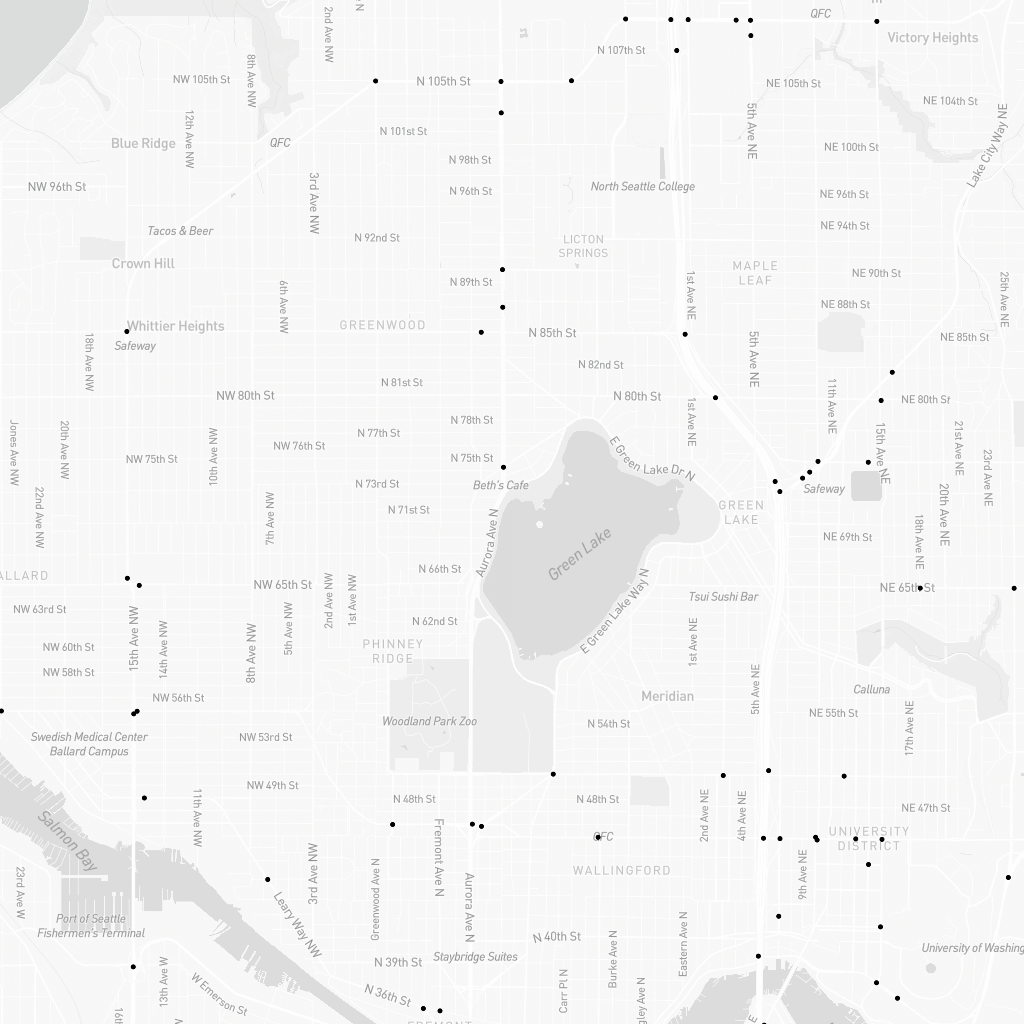 QFC
Victory Heights
N 107th St
2nd Ave NW
NW 105th St
8th Ave NW
N 105th St
NE 105th St
NE 104th St
12th Ave NW
Blue Ridge
QFC
N 101st St
5th Ave NE
NE 100th St
Lake City Way NE
N 98th St
NW 96th St
3rd Ave NW
N 96th St
North Seattle College
NE 96th St
Tacos & Beer
N 92nd St
LICTON
SPRINGS
NE 94th St
Crown Hill
MAPLE
LEAF
NE 90th St
N 89th St
1st Ave NE
25th Ave NE
6th Ave NW
NE 88th St
Whittier Heights
GREENWOOD
N 85th St
NE 85th St
Safeway
18th Ave NW
5th Ave NE
N 82nd St
N 81st St
NW 80th St
N 80th St
11th Ave NE
NE 80th St
1st Ave NE
N 78th St
Jones Ave NW
20th Ave NW
10th Ave NW
N 77th St
NW 76th St
15th Ave NE
21st Ave NE
23rd Ave NE
NW 75th St
N 75th St
E Green Lake Dr N
Beth's Cafe
N 73rd St
Safeway
22nd Ave NW
7th Ave NW
N 71st St
GREEN
LAKE
20th Ave NE
18th Ave NE
Aurora Ave N
Green Lake
NE 69th St
ALLARD
N 66th St
NW 65th St
2nd Ave NW
1st Ave NW
NE 65th St
E Green Lake Way N
Tsui Sushi Bar
NW 63rd St
15th Ave NW
14th Ave NW
5th Ave NW
N 62nd St
8th Ave NW
1st Ave NE
NW 60th St
PHINNEY
RIDGE
NW 58th St
5th Ave NE
Calluna
NW 56th St
Meridian
NE 55th St
17th Ave NE
Woodland Park Zoo
N 54th St
Swedish Medical Center
Ballard Campus
NW 53rd St
NW 49th St
N 48th St
N 48th St
2nd Ave NE
4th Ave NE
NE 47th St
11th Ave NW
Salmon Bay
Fremont Ave N
QFC
UNIVERSITY
DISTRICT
23rd Ave W
3rd Ave NW
Greenwood Ave N
WALLINGFORD
9th Ave NE
Aurora Ave N
Leary Way NW
Port of Seattle
Fishermen's Terminal
N 40th St
Eastern Ave N
Burke Ave N
Staybridge Suites
University of Washing
N 39th St
13th Ave W
W Emerson St
N 36th St
Carr Pl N
gley Ave N
16th
NW
FREMONT
E